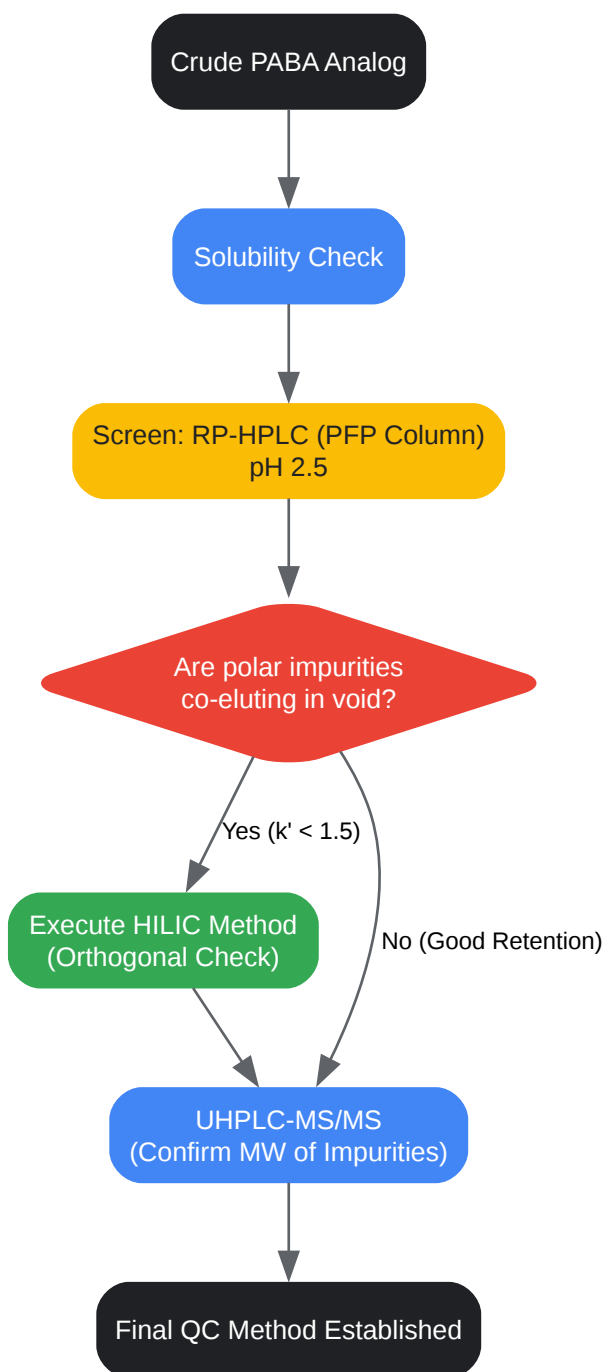 Crude PABA Analog
Solubility Check
Screen: RP-HPLC (PFP Column)
pH 2.5
Are polar impurities
co-eluting in void?
Yes (k' < 1.5)
Execute HILIC Method
(Orthogonal Check)
No (Good Retention)
UHPLC-MS/MS
(Confirm MW of Impurities)
Final QC Method Established